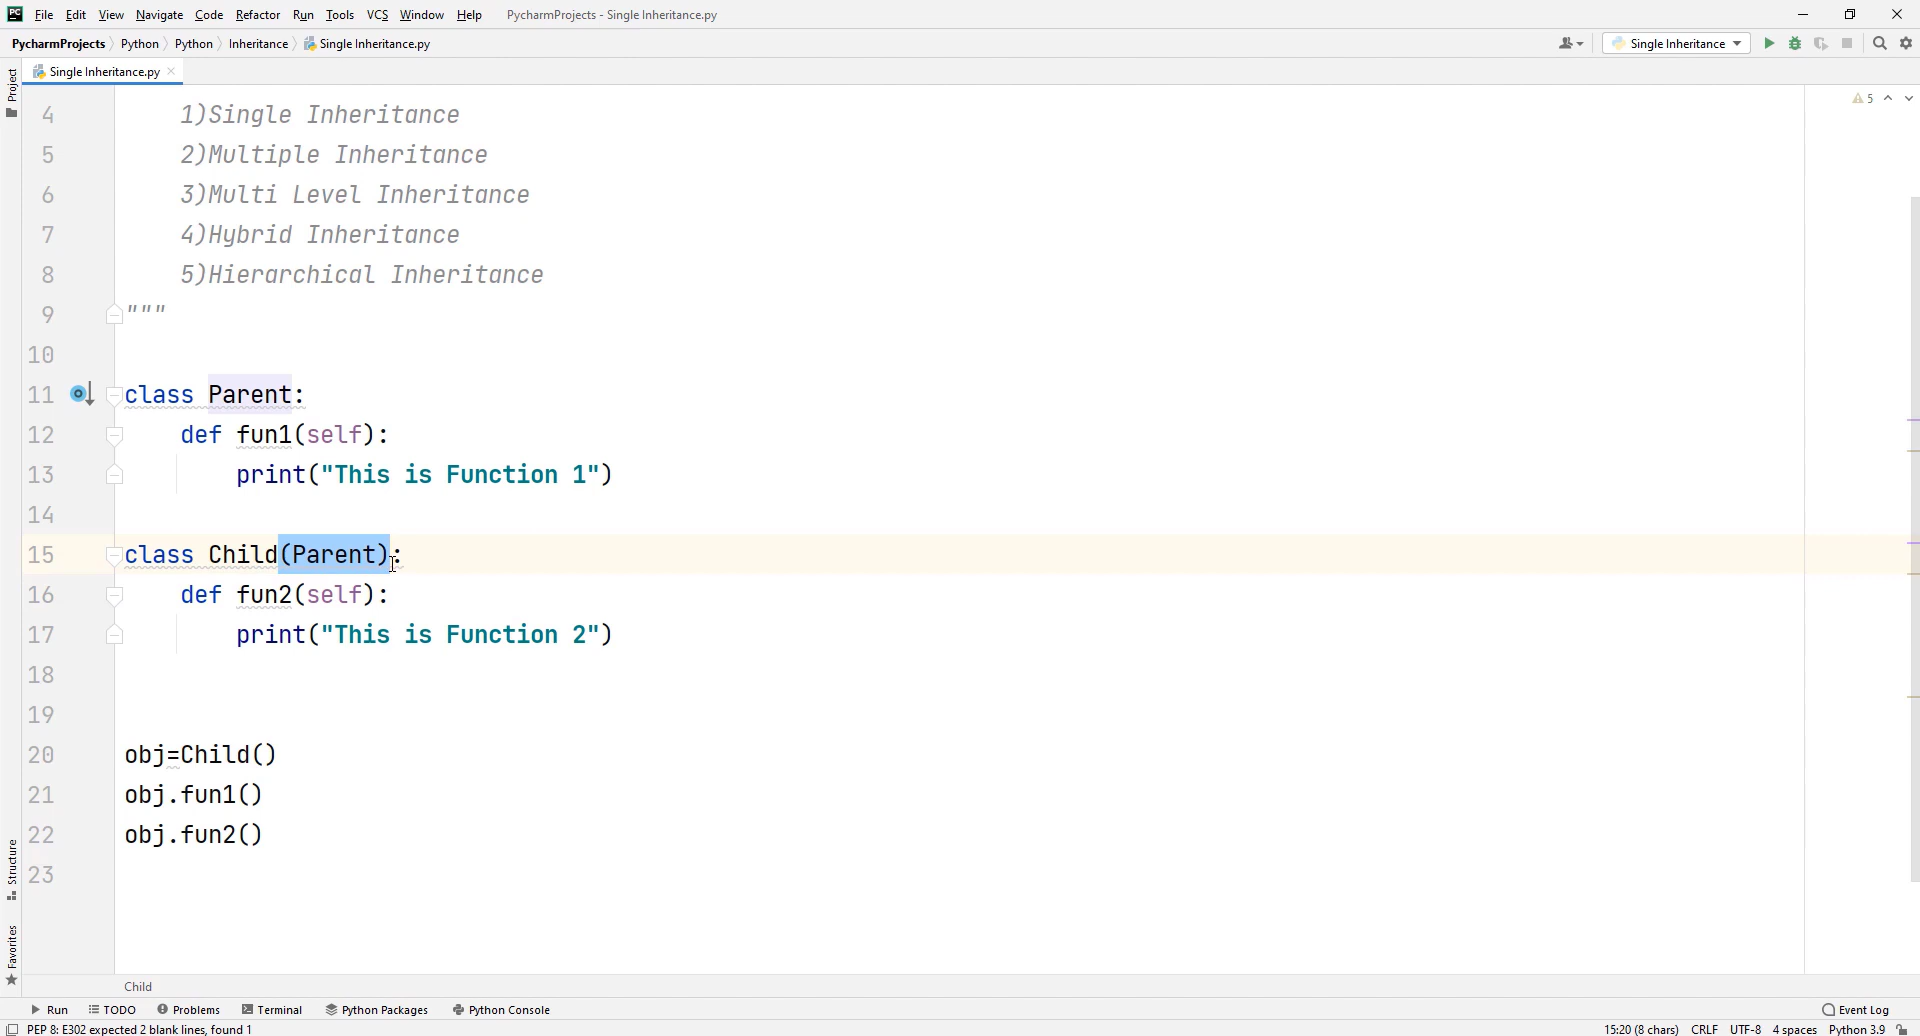 PC File Edit View Navigate Code Refactor Run Tools VCS Window Help PycharmProjects - Single Inheritance.py
PycharmProjects Python Python Inheritance Single Inheritance.py Single Inheritance
Project
Single Inheritance.py
5
4 1)Single Inheritance
5 2)Multiple Inheritance
6 3)Multi Level Inheritance
7 4)Hybrid Inheritance
8 5)Hierarchical Inheritance
9 """
10
11 class Parent:
12 def fun1(self):
13 print("This is Function 1")
14
15 class Child(Parent):
16 def fun2(self):
17 print("This is Function 2")
18
19
20 obj=Child()
21 obj.fun1()
22 obj.fun2()
23
Structure
Favorites
Child
Run TODO Problems Terminal Python Packages Python Console Event Log
PEP 8: E302 expected 2 blank lines, found 1 15:20 (8 chars) CRLF UTF-8 4 spaces Python 3.9